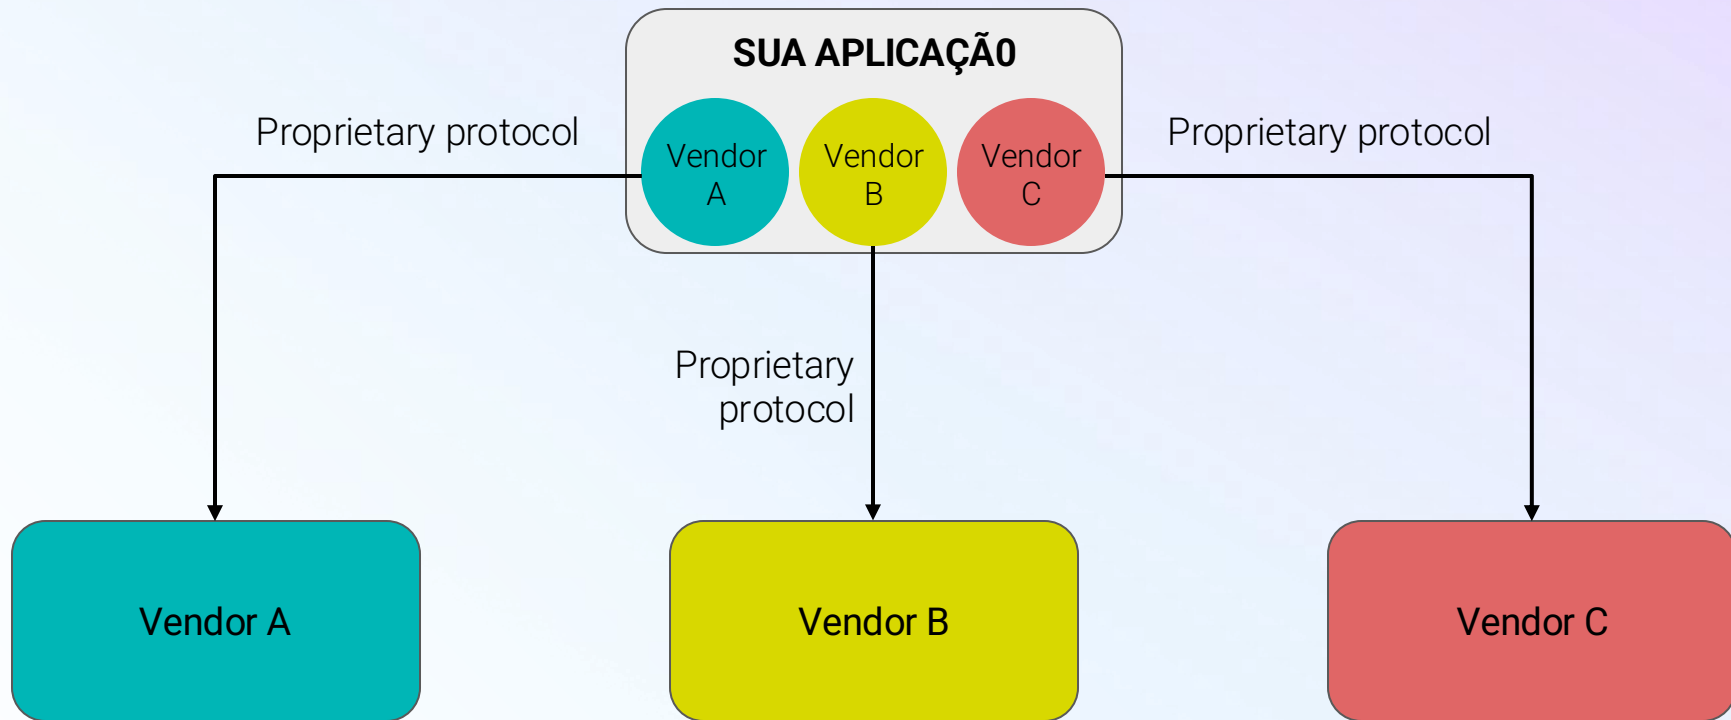 SUA APLICAÇÃ0
Proprietary protocol
Vendor
A
Vendor
B
Vendor
C
Proprietary protocol
Proprietary
protocol
Vendor A
Vendor B
Vendor C